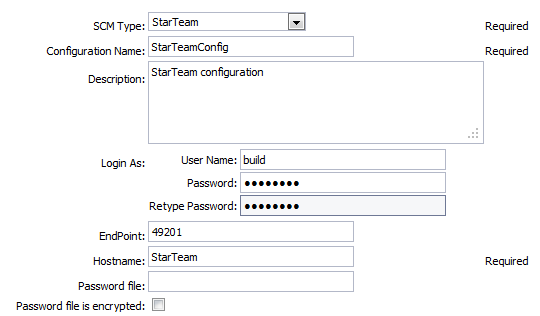 SCM Type: StarTeam Required
Configuration Name: StarTeamConfig Required
Description: StarTeam configuration
Login As: User Name: build
Password: ●●●●●●●●
Retype Password: ●●●●●●●●
EndPoint: 49201
Hostname: StarTeam Required
Password file:
Password file is encrypted: